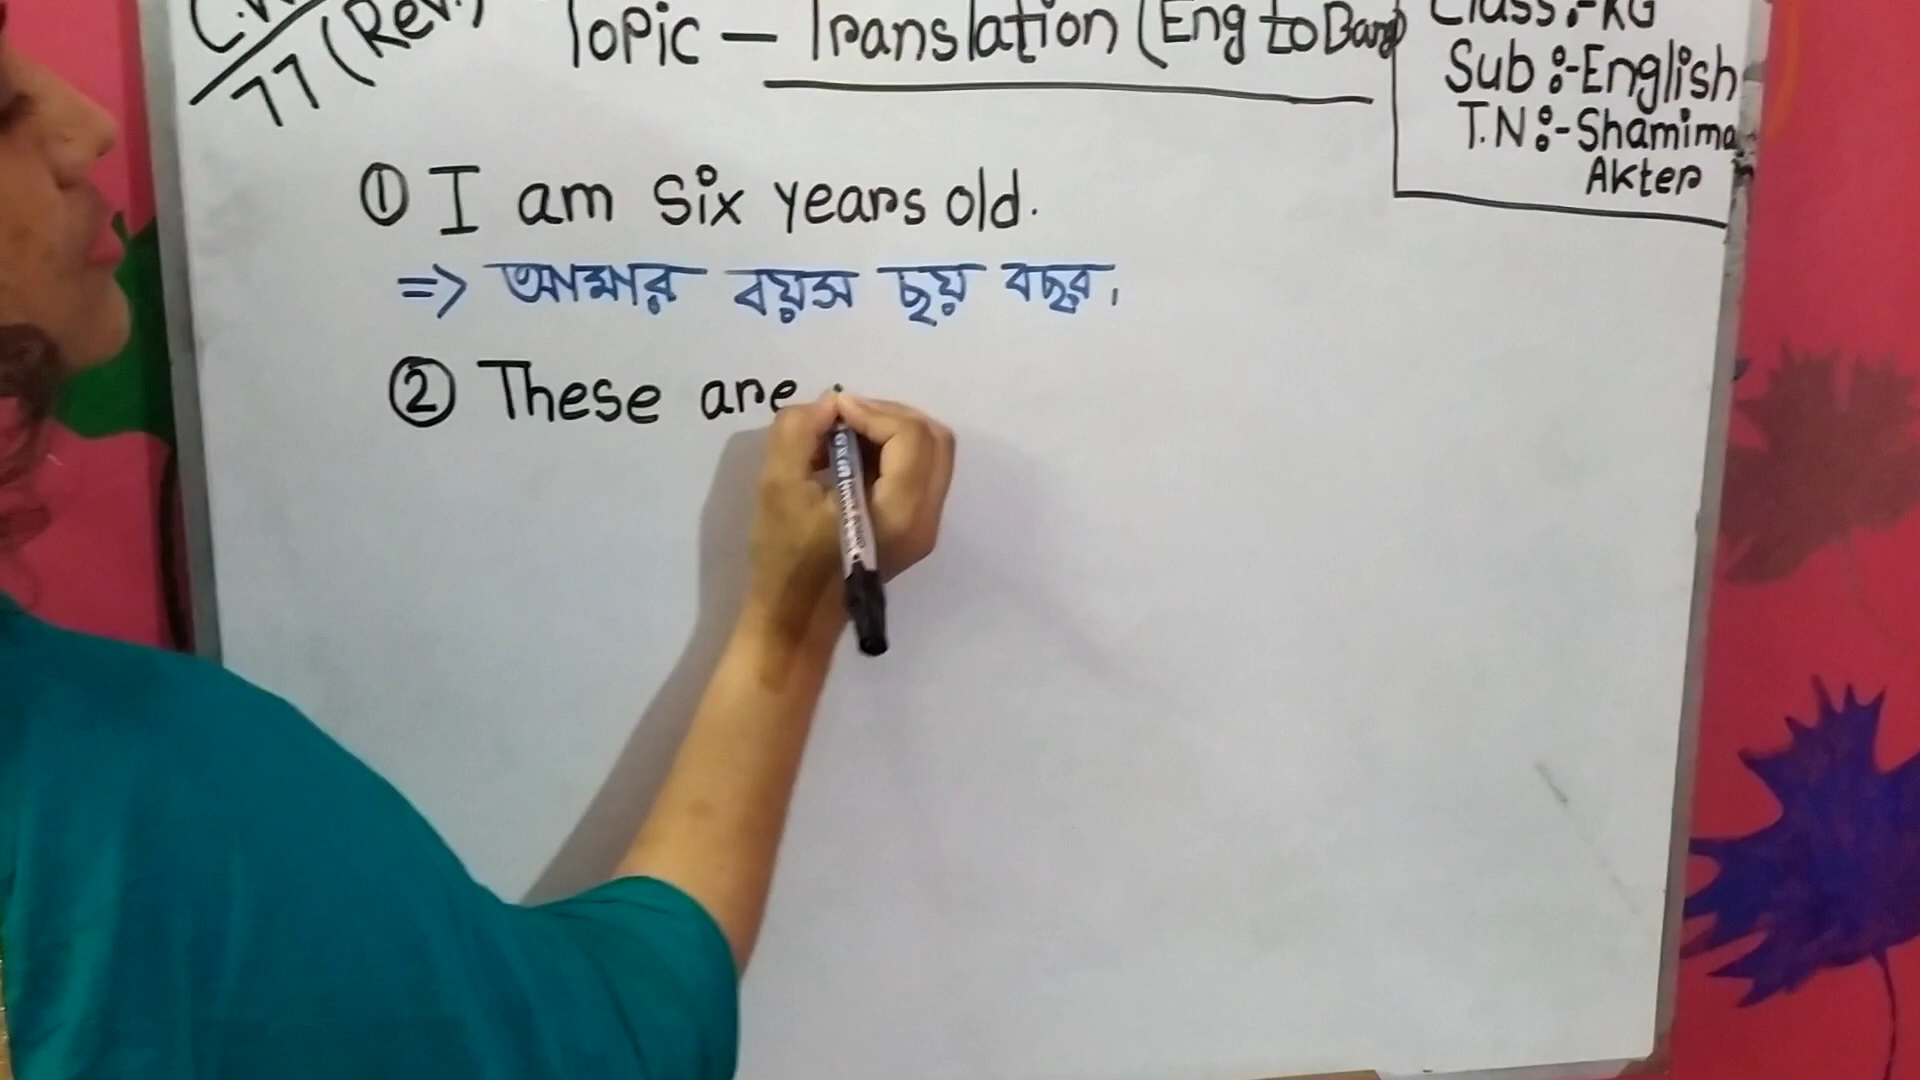 77 (Rev.)
Topic - Translation (Eng to Bang)
Class :- KG
Sub :- English
T.N :- Shamima
Akter
① I am six years old.
=> আমার বয়স ছয় বছর।
② These are